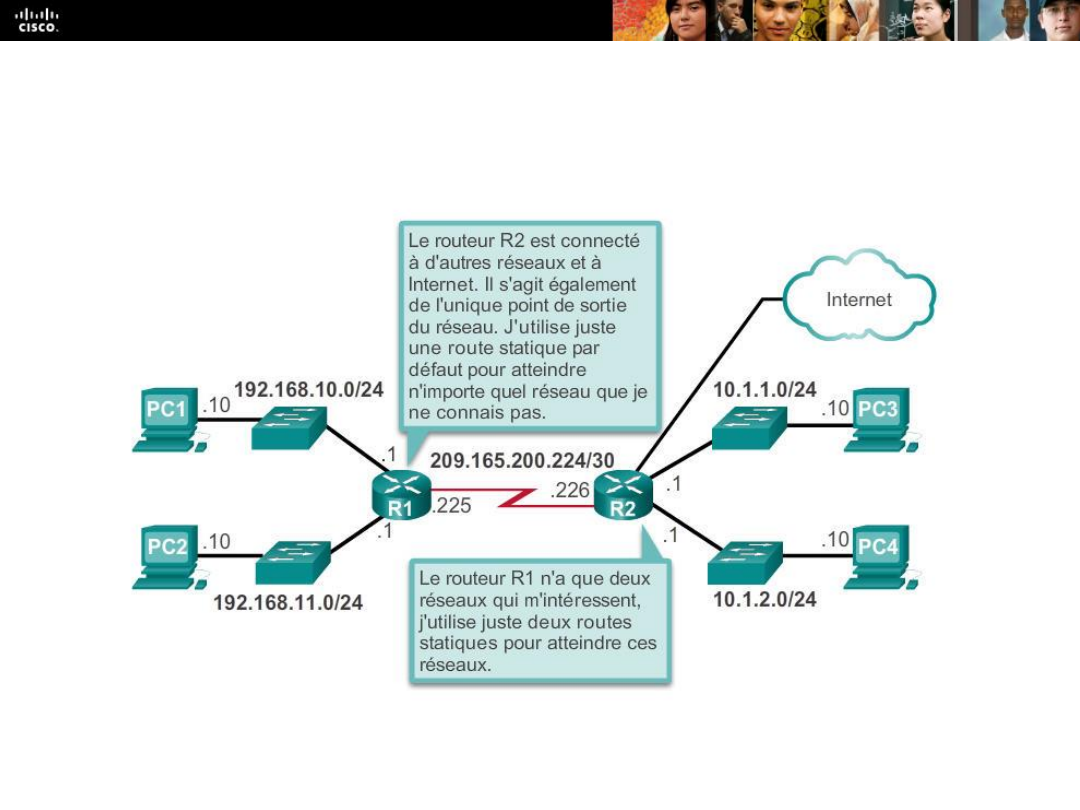 CISCO.
Le routeur R2 est connecté
à d'autres réseaux et à
Internet. Il s'agit également
de l'unique point de sortie
du réseau. J'utilise juste
une route statique par
défaut pour atteindre
n'importe quel réseau que je
ne connais pas.
Internet
192.168.10.0/24
10.1.1.0/24
PC1
.10
.10
PC3
.1
209.165.200.224/30
.1
R1
.225
.226
R2
.1
.1
PC2
.10
.10
PC4
192.168.11.0/24
10.1.2.0/24
Le routeur R1 n'a que deux
réseaux qui m'intéressent,
j'utilise juste deux routes
statiques pour atteindre ces
réseaux.